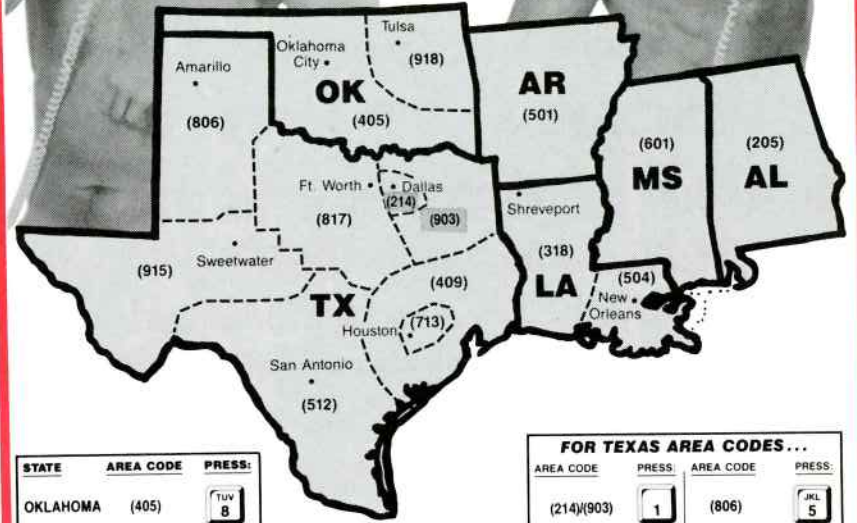 Tulsa
Oklahoma
City
(918)
Amarillo
OK
AR
(806)
(405)
(501)
(601)
(205)
MS
AL
Ft. Worth
Dallas
(214)
(903)
(817)
Shreveport
(318)
(915)
Sweetwater
(409)
LA
(504)
New
Orleans
TX
Houston
(713)
San Antonio
(512)
STATE AREA CODE PRESS:
OKLAHOMA (405) TUV 8
FOR TEXAS AREA CODES...
AREA CODE PRESS: AREA CODE PRESS:
(214)/(903) 1 (806) JKL 5